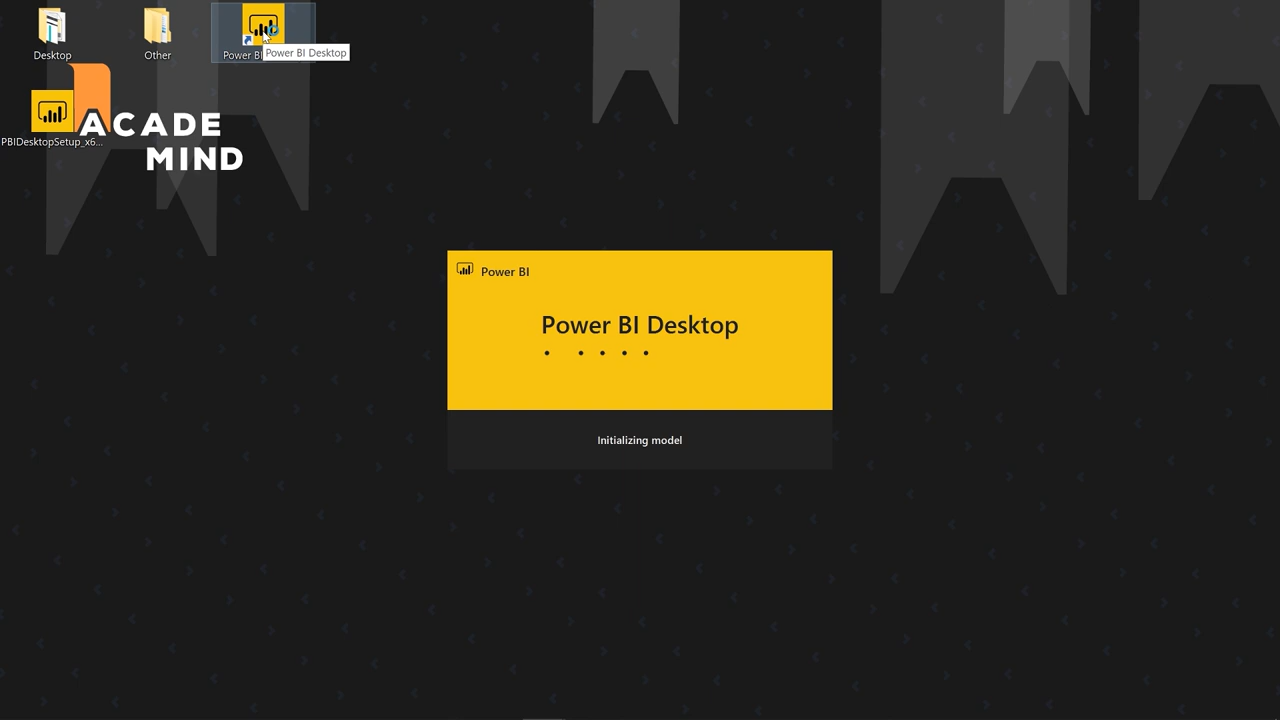 Desktop
Other
Power BI
Power BI Desktop
PBIDesktopSetup_x6...
ACADE
MIND
Power BI
Power BI Desktop
Initializing model